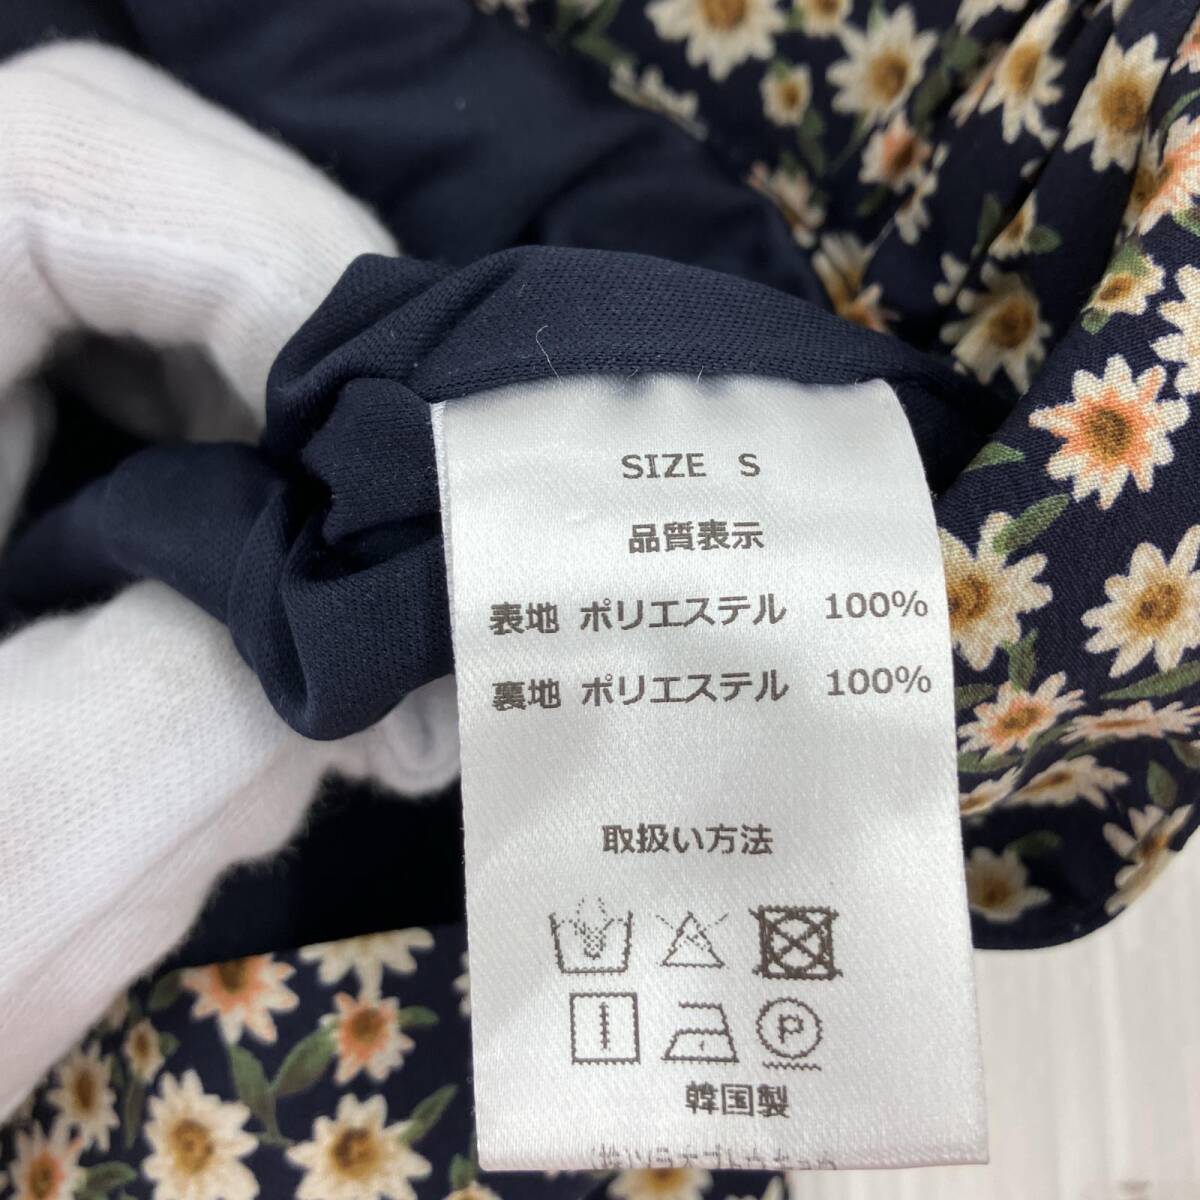 SIZE S
品質表示
表地 ポリエステル 100%
裏地 ポリエステル 100%
取扱い方法
P
韓国製